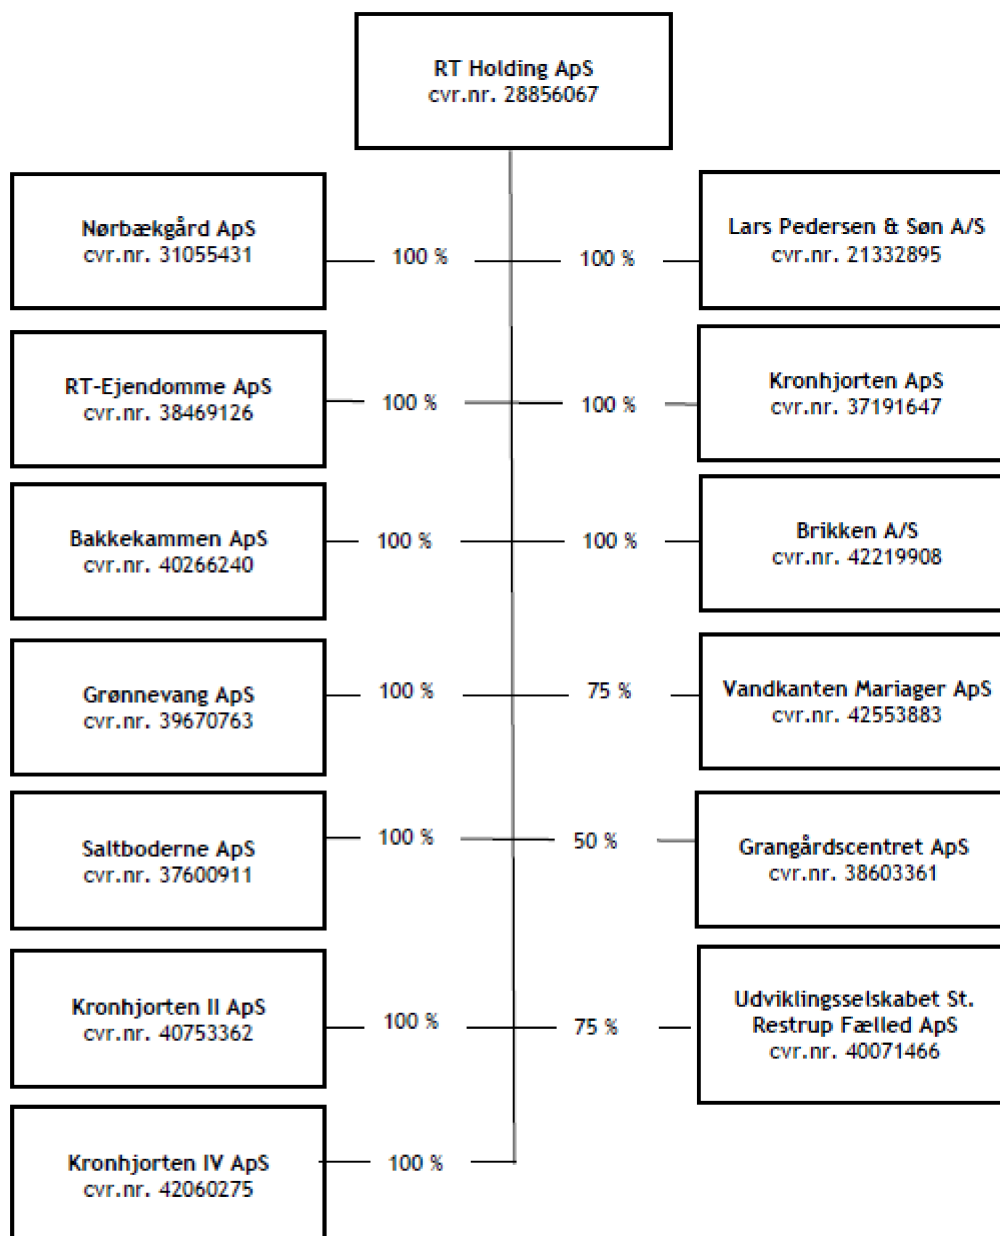 RT Holding ApS
cvr.nr. 28856067
Nørbækgård ApS
cvr.nr. 31055431
100 %
100 %
Lars Pedersen & Søn A/S
cvr.nr. 21332895
RT-Ejendomme ApS
cvr.nr. 38469126
100 %
100 %
Kronhjorten ApS
cvr.nr. 37191647
Bakkekammen ApS
cvr.nr. 40266240
100 %
100 %
Brikken A/S
cvr.nr. 42219908
Grønnevang ApS
cvr.nr. 39670763
100 %
75 %
Vandkanten Mariager ApS
cvr.nr. 42553883
Saltboderne ApS
cvr.nr. 37600911
100 %
50 %
Grangårdscentret ApS
cvr.nr. 38603361
Kronhjorten II ApS
cvr.nr. 40753362
100 %
75 %
Udviklingsselskabet St.
Restrup Fælled ApS
cvr.nr. 40071466
Kronhjorten IV ApS
cvr.nr. 42060275
100 %